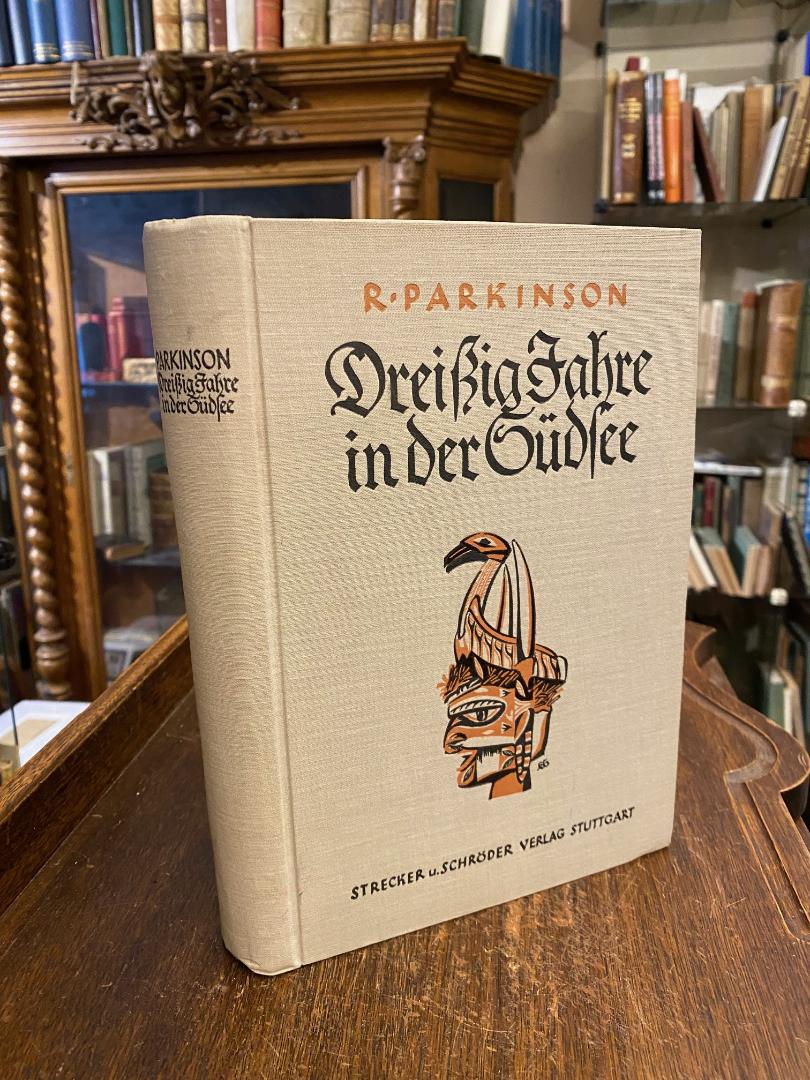 R·PARKINSON
Dreißig Jahre
in der Südſee
STRECKER u. SCHRÖDER VERLAG STUTTGART
PARKINSON
Dreißig Jahre
in der Südſee